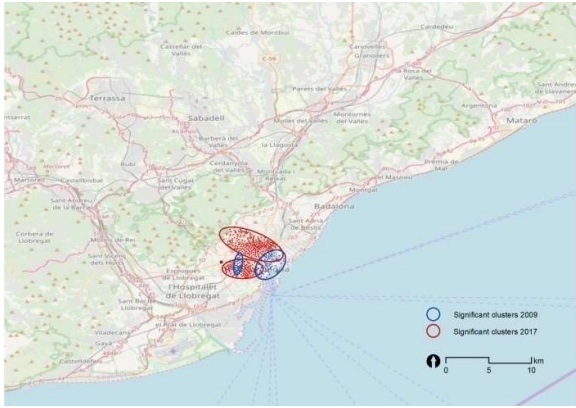 Caldes de Montbui
Cardedeu
Castellar del
Vallès
C-59
Canovelles
Granollers
la Roca del
Vallès
Sant Andreu
de Llavaneres
Terrassa
Parets del Vallès
Argentona
Sabadell
Montornès
del Vallès
Mollet del Vallès
Mataró
Barberà del
Vallès
la Llagosta
Rubí
Cerdanyola
del Vallès
Premià de
Mar
Martorell
Castellbisbal
Sant Cugat
del Vallès
Montcada i
Reixac
el Masnou
Montgat
Sant Andreu
de la Barca
Badalona
Sant Adrià
de Besòs
Corbera de
Llobregat
Molins de Rei
Sant Vicenç
dels Horts
Esplugues
de Llobregat
l'Hospitalet
de Llobregat
Sant Boi de
Llobregat
el Prat de Llobregat
Viladecans
Gavà
Castelldefels
Significant clusters 2009
Significant clusters 2017
km
0 5 10